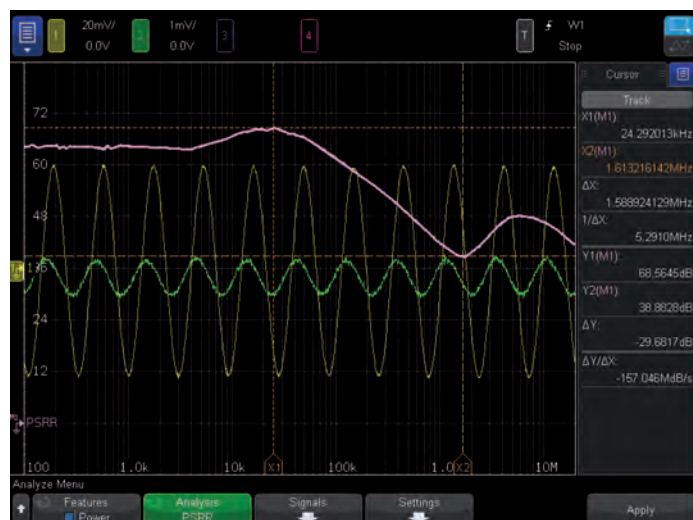 1 20mV/ 2 1mV/ 3 4 T W1
0.0V 0.0V Stop
Cursor
Track
X1(M1):
24.292013kHz
X2(M1):
1.613216142MHz
ΔX:
1.588924129MHz
1/ΔX:
5.2910MHz
Y1(M1):
68.5645dB
Y2(M1):
38.8828dB
ΔY:
-29.6817dB
ΔY/ΔX:
-157.046MdB/s
72
60
48
36
24
12
PSRR
100 1.0k 10k X1 100k 1.0 X2 10M
Analyze Menu
Features Analysis Signals Settings
Power PSRR Apply